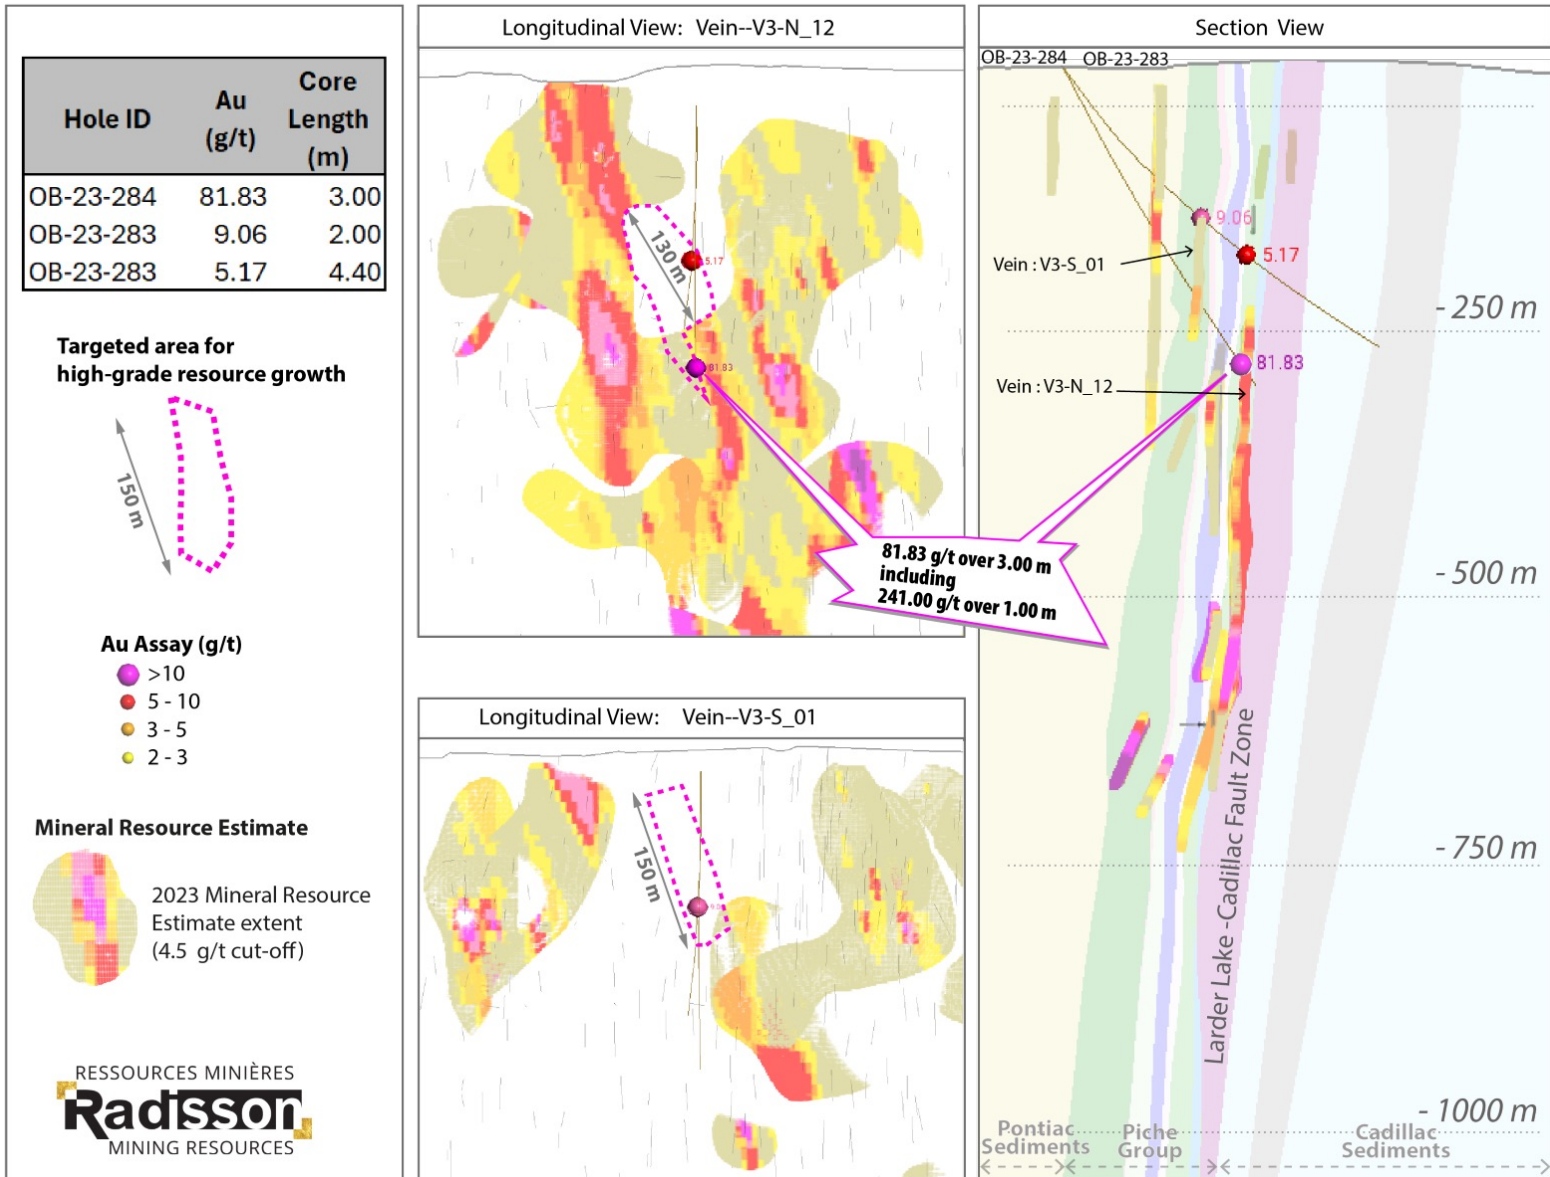 Hole ID
Au
(g/t)
Core
Length
(m)
OB-23-284 81.83 3.00
OB-23-283 9.06 2.00
OB-23-283 5.17 4.40
Targeted area for
high-grade resource growth
150 m
Au Assay (g/t)
>10
5 - 10
3 - 5
2 - 3
Mineral Resource Estimate
2023 Mineral Resource
Estimate extent
(4.5 g/t cut-off)
RESSOURCES MINIÈRES
Radisson
MINING RESOURCES
Longitudinal View: Vein--V3-N_12
130 m
5.17
81.83
81.83 g/t over 3.00 m
including
241.00 g/t over 1.00 m
Longitudinal View: Vein--V3-S_01
150 m
Section View
OB-23-284 OB-23-283
9.06
5.17
Vein : V3-S_01
- 250 m
81.83
Vein : V3-N_12
- 500 m
- 750 m
Larder Lake -Cadillac Fault Zone
- 1000 m
Pontiac
Sediments
Piche
Group
Cadillac
Sediments